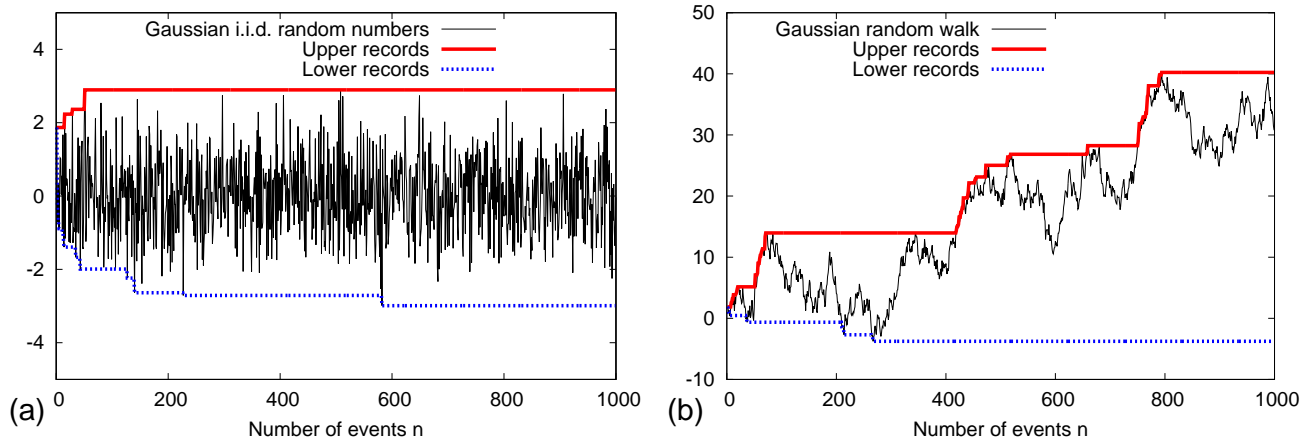 Gaussian i.i.d. random numbers
Upper records
Lower records
4
2
0
-2
-4
0
200
400
600
800
1000
(a)
Number of events n
Gaussian random walk
Upper records
Lower records
50
40
30
20
10
0
-10
0
200
400
600
800
1000
(b)
Number of events n